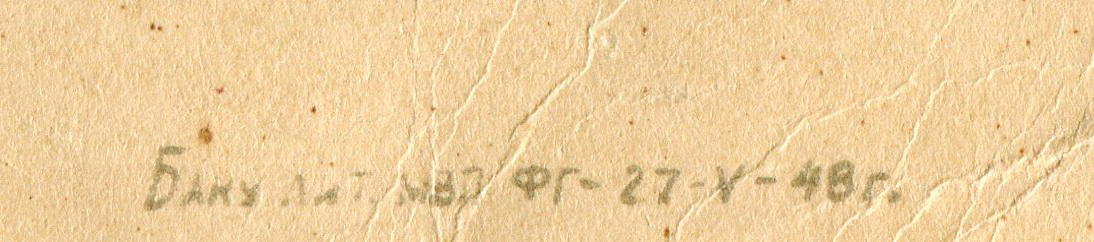 Баку лит. МВД ФГ- 27-V-48г.